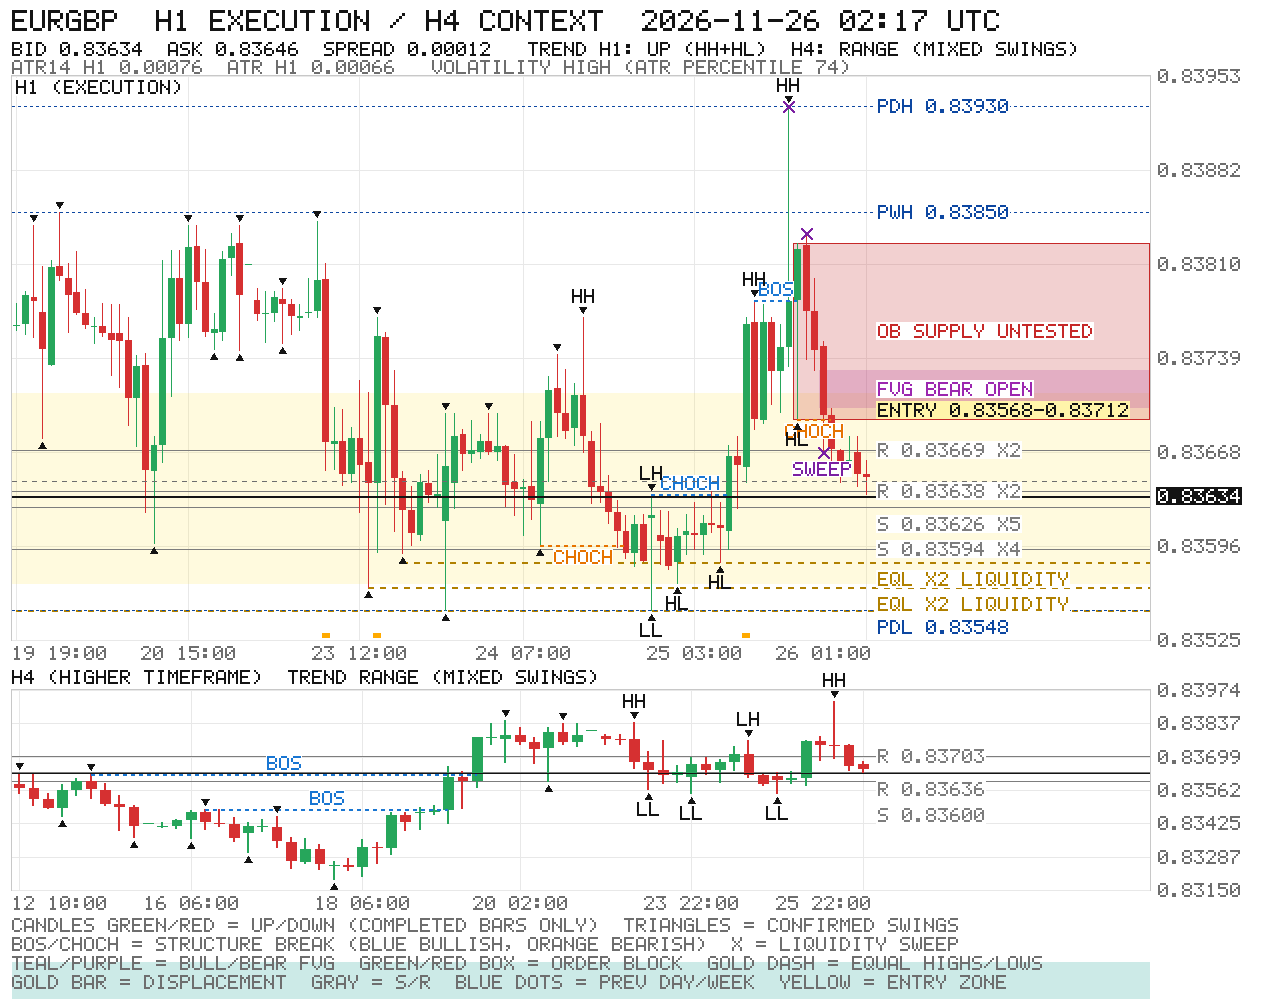 EURGBP  H1 EXECUTION / H4 CONTEXT  2026-11-26 02:17 UTC
BID 0.83634  ASK 0.83646  SPREAD 0.00012   TREND H1: UP (HH+HL)  H4: RANGE (MIXED SWINGS)
ATR14 H1 0.00076  ATR H1 0.00066   VOLATILITY HIGH (ATR PERCENTILE 74)
H1 (EXECUTION)
0.83953
HH
PDH 0.83930
0.83882
PWH 0.83850
0.83810
HH
BOS
HH
OB SUPPLY UNTESTED
0.83739
FVG BEAR OPEN
ENTRY 0.83568-0.83712
CHOCH
HL
R 0.83669 X2
0.83668
SWEEP
LH
CHOCH
R 0.83638 X2
0.83634
S 0.83626 X5
S 0.83594 X4
0.83596
CHOCH
EQL X2 LIQUIDITY
HL
HL
EQL X2 LIQUIDITY
LL
PDL 0.83548
0.83525
19 19:00  20 15:00  23 12:00  24 07:00  25 03:00  26 01:00
H4 (HIGHER TIMEFRAME)  TREND RANGE (MIXED SWINGS)
HH
0.83974
HH
LH
0.83837
BOS
R 0.83703
0.83699
BOS
R 0.83636
0.83562
LL
LL
LL
S 0.83600
0.83425
0.83287
0.83150
12 10:00  16 06:00  18 06:00  20 02:00  23 22:00  25 22:00
CANDLES GREEN/RED = UP/DOWN (COMPLETED BARS ONLY)  TRIANGLES = CONFIRMED SWINGS
BOS/CHOCH = STRUCTURE BREAK (BLUE BULLISH, ORANGE BEARISH)  X = LIQUIDITY SWEEP
TEAL/PURPLE = BULL/BEAR FVG  GREEN/RED BOX = ORDER BLOCK  GOLD DASH = EQUAL HIGHS/LOWS
GOLD BAR = DISPLACEMENT  GRAY = S/R  BLUE DOTS = PREV DAY/WEEK  YELLOW = ENTRY ZONE